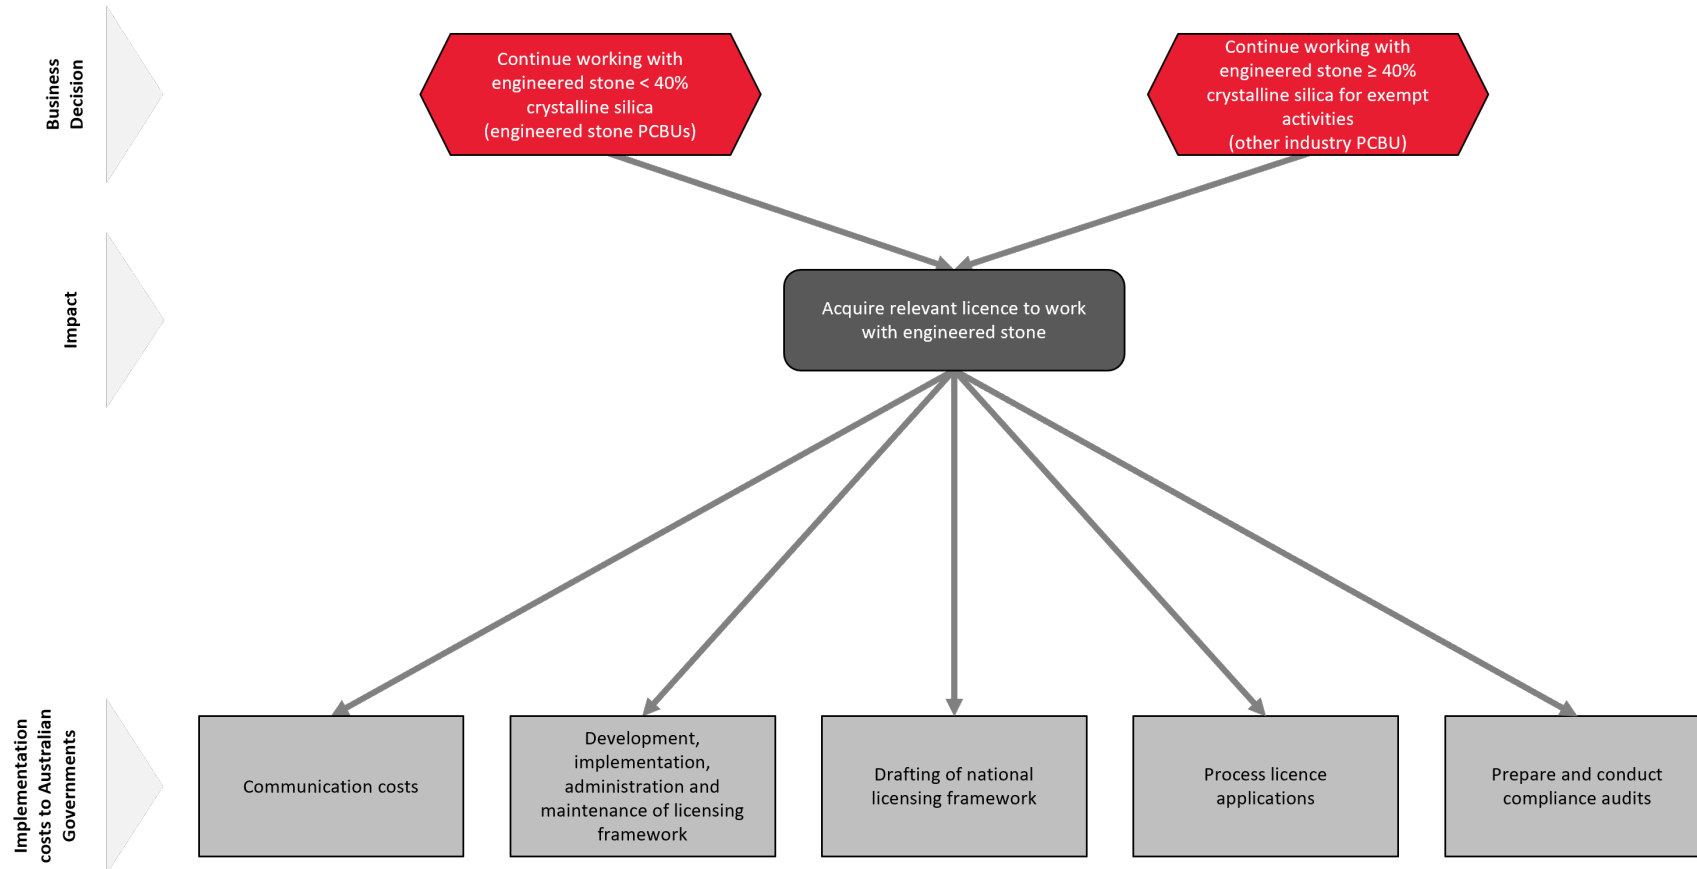 Business
Decision
Continue working with
engineered stone < 40%
crystalline silica
(engineered stone PCBUs)
Continue working with
engineered stone ≥ 40%
crystalline silica for exempt
activities
(other industry PCBU)
Impact
Acquire relevant licence to work
with engineered stone
Implementation
costs to Australian
Governments
Communication costs
Development,
implementation,
administration and
maintenance of licensing
framework
Drafting of national
licensing framework
Process licence
applications
Prepare and conduct
compliance audits